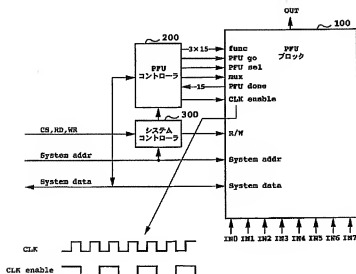 OUT
200
100
PFU
コントローラ
3×15
func
PFU
ブロック
PFU go
PFU sel
mux
15
PFU done
CLK enable
300
CS,RD,WR
システム
コントローラ
R/W
System addr
System addr
System data
System data
IN0 IN1 IN2 IN3 IN4 IN5 IN6 IN7
CLK
CLK enable